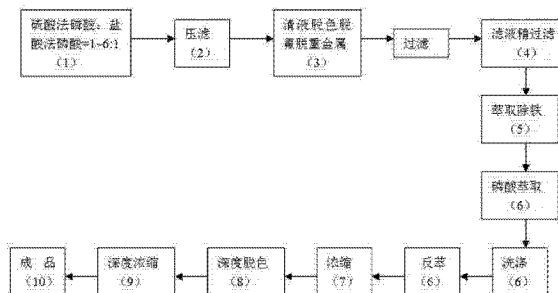 硫酸法磷酸：盐
酸法磷酸=1-6:1
（1）
压滤
（2）
清液脱色脱
氟脱重金属
（3）
过滤
滤液精过滤
（4）
萃取除铁
（5）
磷酸萃取
（6）
洗涤
（6）
反萃
（6）
浓缩
（7）
深度脱色
（8）
深度浓缩
（9）
成 品
（10）